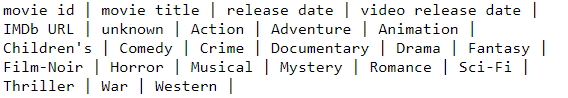 movie id | movie title | release date | video release date |
IMDb URL | unknown | Action | Adventure | Animation |
Children's | Comedy | Crime | Documentary | Drama | Fantasy |
Film-Noir | Horror | Musical | Mystery | Romance | Sci-Fi |
Thriller | War | Western |